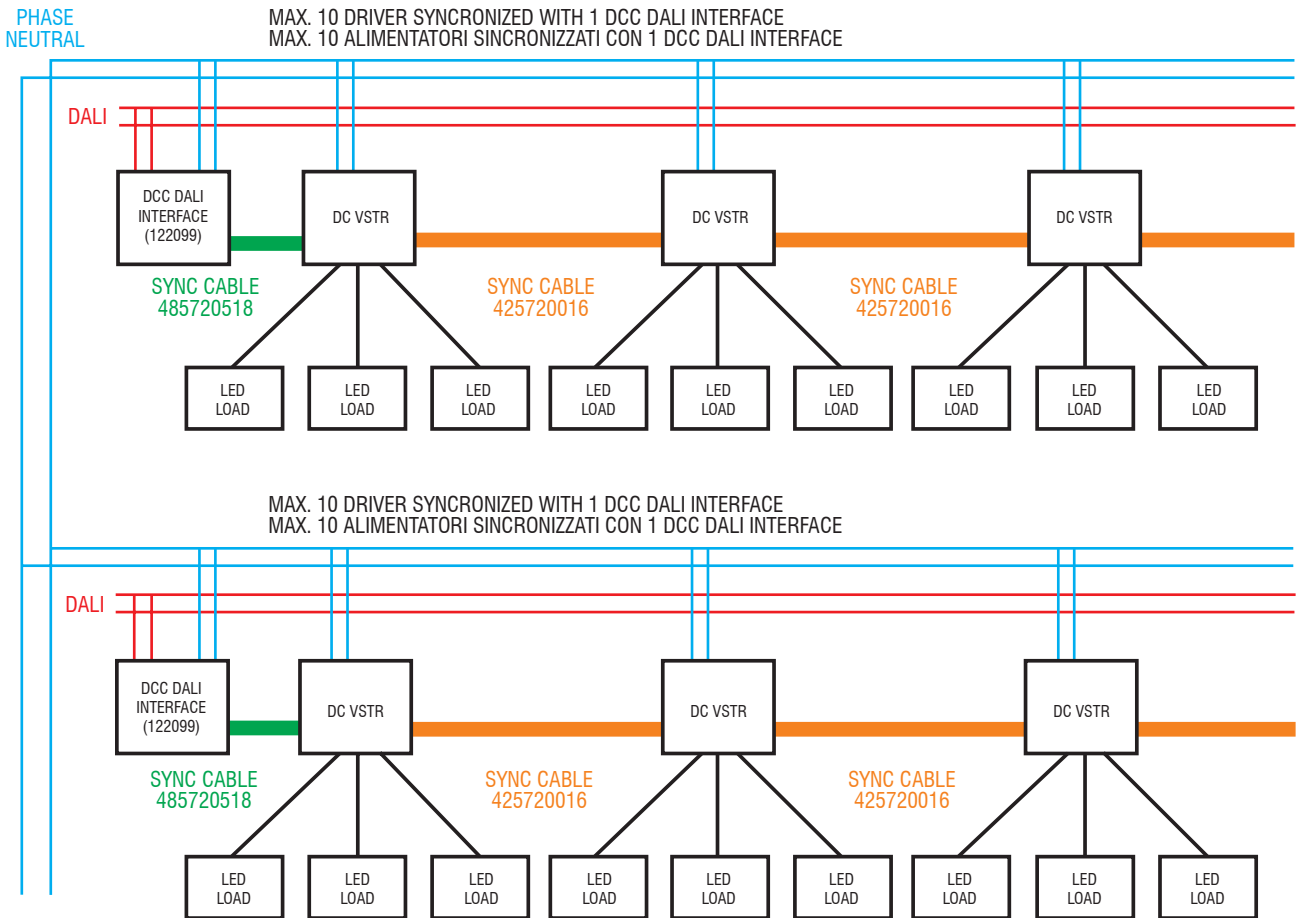 PHASE
NEUTRAL
MAX. 10 DRIVER SYNCRONIZED WITH 1 DCC DALI INTERFACE
MAX. 10 ALIMENTATORI SINCRONIZZATI CON 1 DCC DALI INTERFACE
DALI
DCC DALI
INTERFACE
(122099)
DC VSTR
DC VSTR
DC VSTR
SYNC CABLE
485720518
SYNC CABLE
425720016
SYNC CABLE
425720016
LED
LOAD
LED
LOAD
LED
LOAD
LED
LOAD
LED
LOAD
LED
LOAD
LED
LOAD
LED
LOAD
LED
LOAD
MAX. 10 DRIVER SYNCRONIZED WITH 1 DCC DALI INTERFACE
MAX. 10 ALIMENTATORI SINCRONIZZATI CON 1 DCC DALI INTERFACE
DALI
DCC DALI
INTERFACE
(122099)
DC VSTR
DC VSTR
DC VSTR
SYNC CABLE
485720518
SYNC CABLE
425720016
SYNC CABLE
425720016
LED
LOAD
LED
LOAD
LED
LOAD
LED
LOAD
LED
LOAD
LED
LOAD
LED
LOAD
LED
LOAD
LED
LOAD